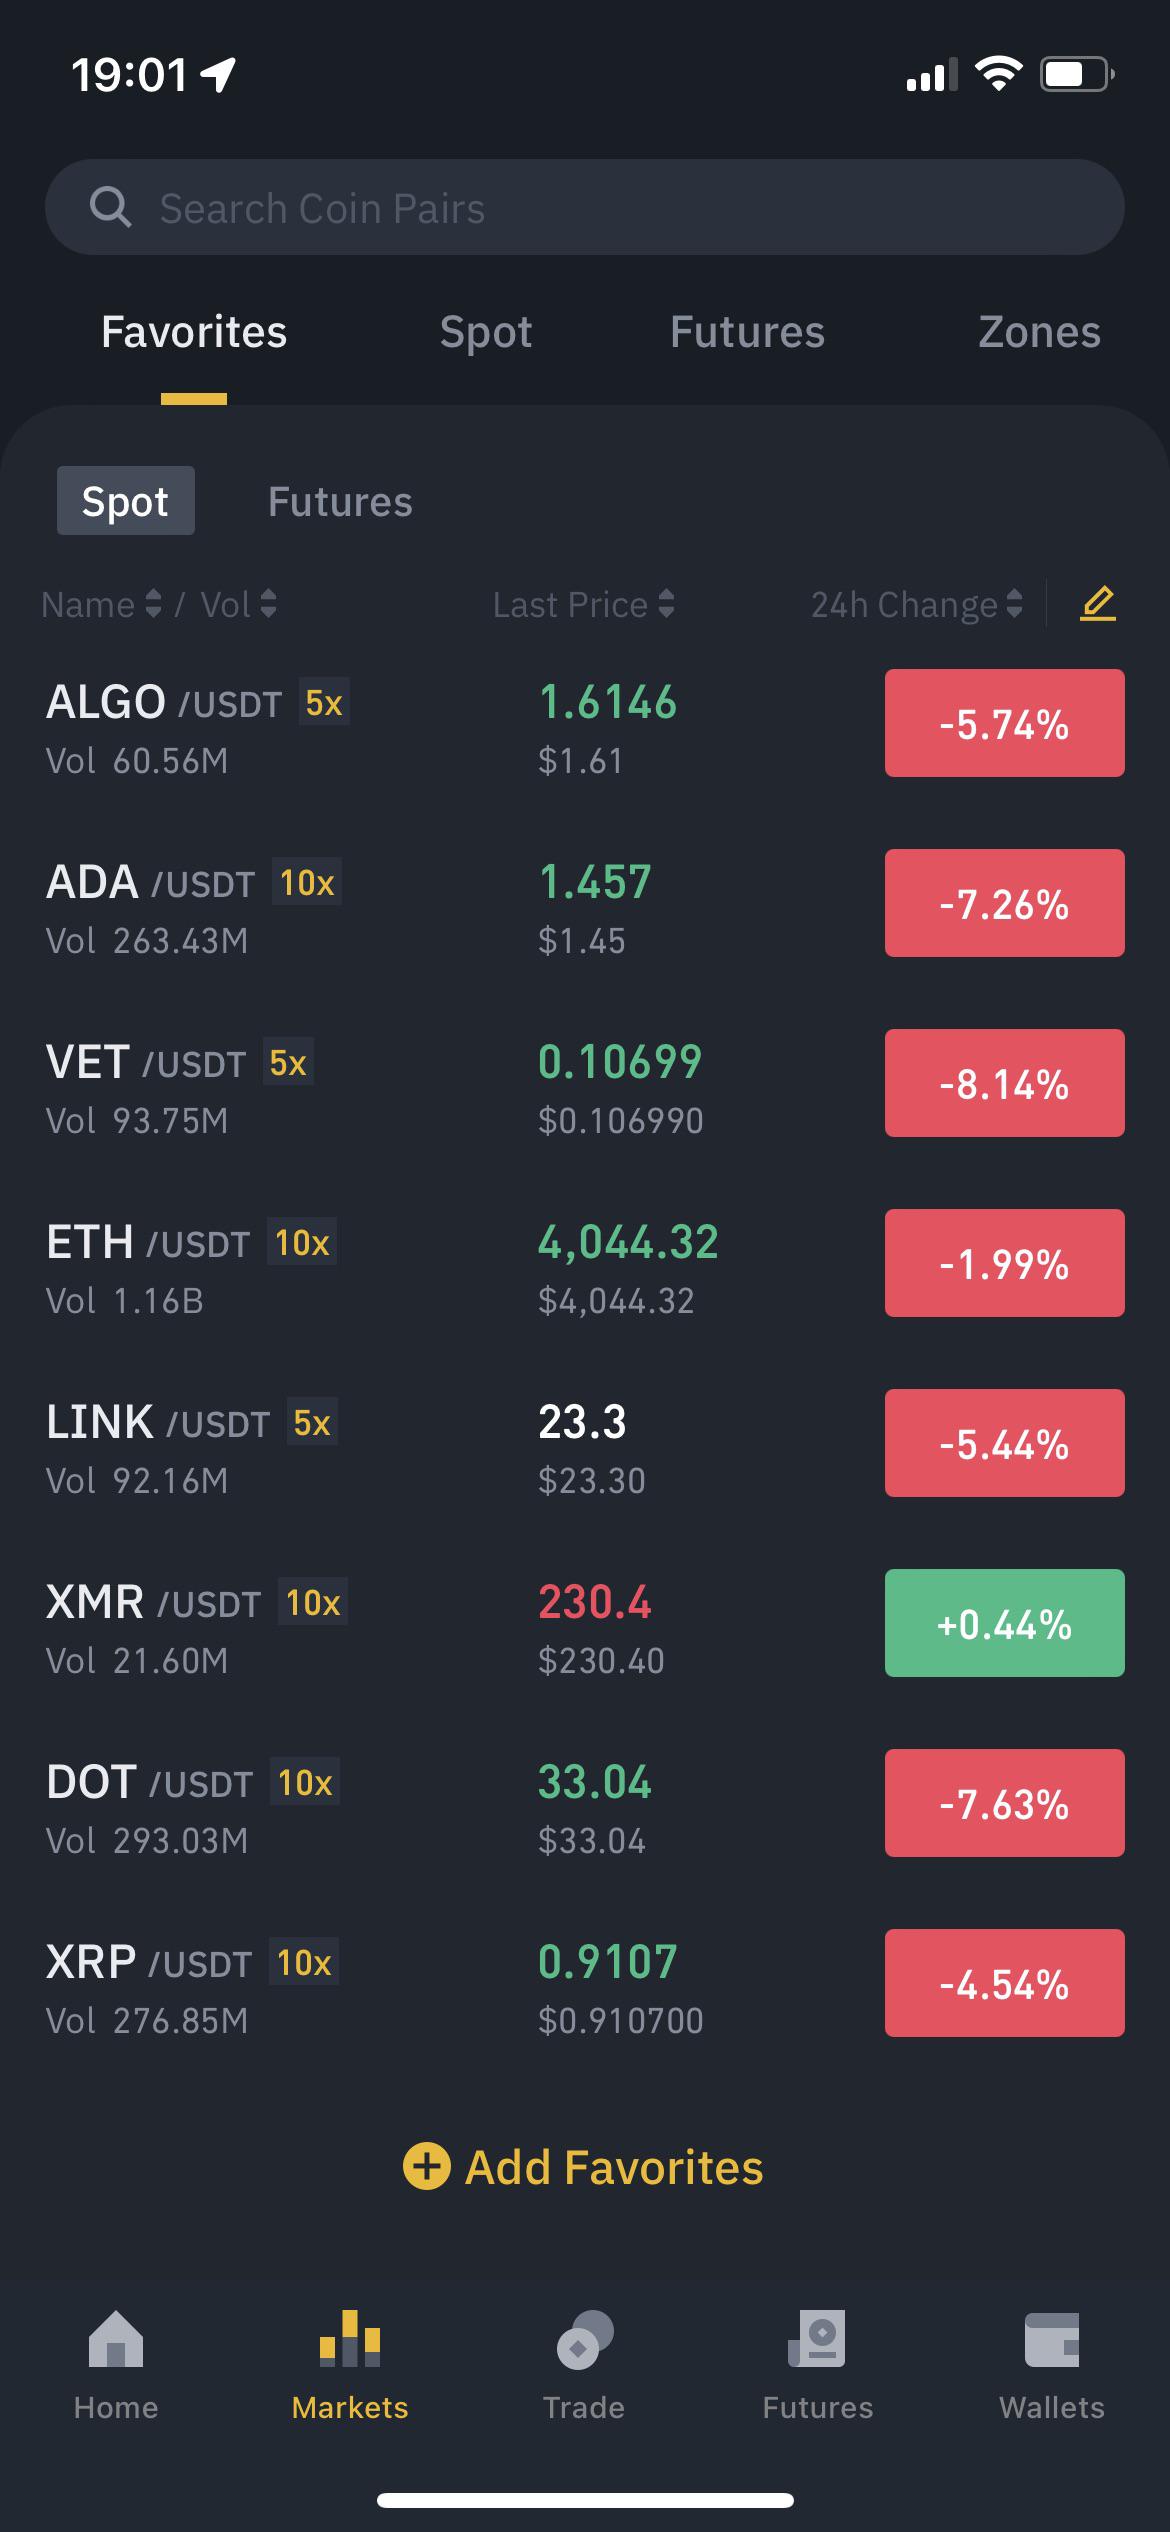 19:01
Search Coin Pairs
Favorites Spot Futures Zones
Spot Futures
Name / Vol Last Price 24h Change
ALGO /USDT 5x 1.6146 -5.74%
Vol 60.56M $1.61
ADA /USDT 10x 1.457 -7.26%
Vol 263.43M $1.45
VET /USDT 5x 0.10699 -8.14%
Vol 93.75M $0.106990
ETH /USDT 10x 4,044.32 -1.99%
Vol 1.16B $4,044.32
LINK /USDT 5x 23.3 -5.44%
Vol 92.16M $23.30
XMR /USDT 10x 230.4 +0.44%
Vol 21.60M $230.40
DOT /USDT 10x 33.04 -7.63%
Vol 293.03M $33.04
XRP /USDT 10x 0.9107 -4.54%
Vol 276.85M $0.910700
Add Favorites
Home Markets Trade Futures Wallets